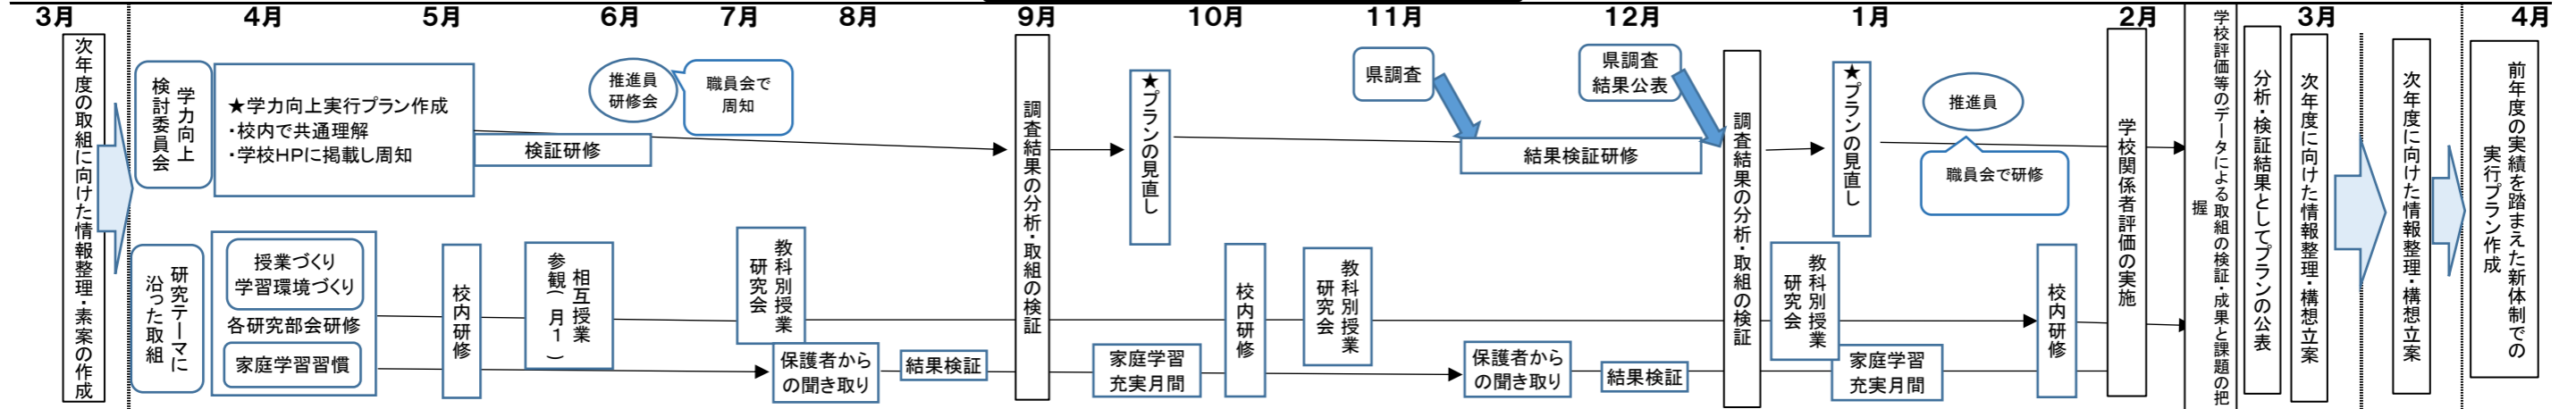 3月
4月
5月
6月
7月
8月
9月
10月
11月
12月
1月
2月
3月
4月
次年度の取組に向けた情報整理・素案の作成
学力向上
検討委員会
★学力向上実行プラン作成
・校内で共通理解
・学校HPに掲載し周知
検証研修
推進員
研修会
職員会で
周知
調査結果の分析・取組の検証
★プランの見直し
県調査
結果検証研修
県調査
結果公表
調査結果の分析・取組の検証
★プランの見直し
推進員
職員会で研修
学校関係者評価の実施
学校評価等のデータによる取組の検証・成果と課題の把
握
分析・検証結果としてプランの公表
次年度に向けた情報整理・構想立案
次年度に向けた情報整理・構想立案
前年度の実績を踏まえた新体制での
実行プラン作成
研究テーマに
沿った取組
授業づくり
学習環境づくり
各研究部会研修
家庭学習習慣
校内研修
相互授業
参観(月1)
教科別授業
研究会
保護者から
の聞き取り
結果検証
家庭学習
充実月間
校内研修
教科別授業
研究会
保護者から
の聞き取り
結果検証
教科別授業
研究会
家庭学習
充実月間
校内研修